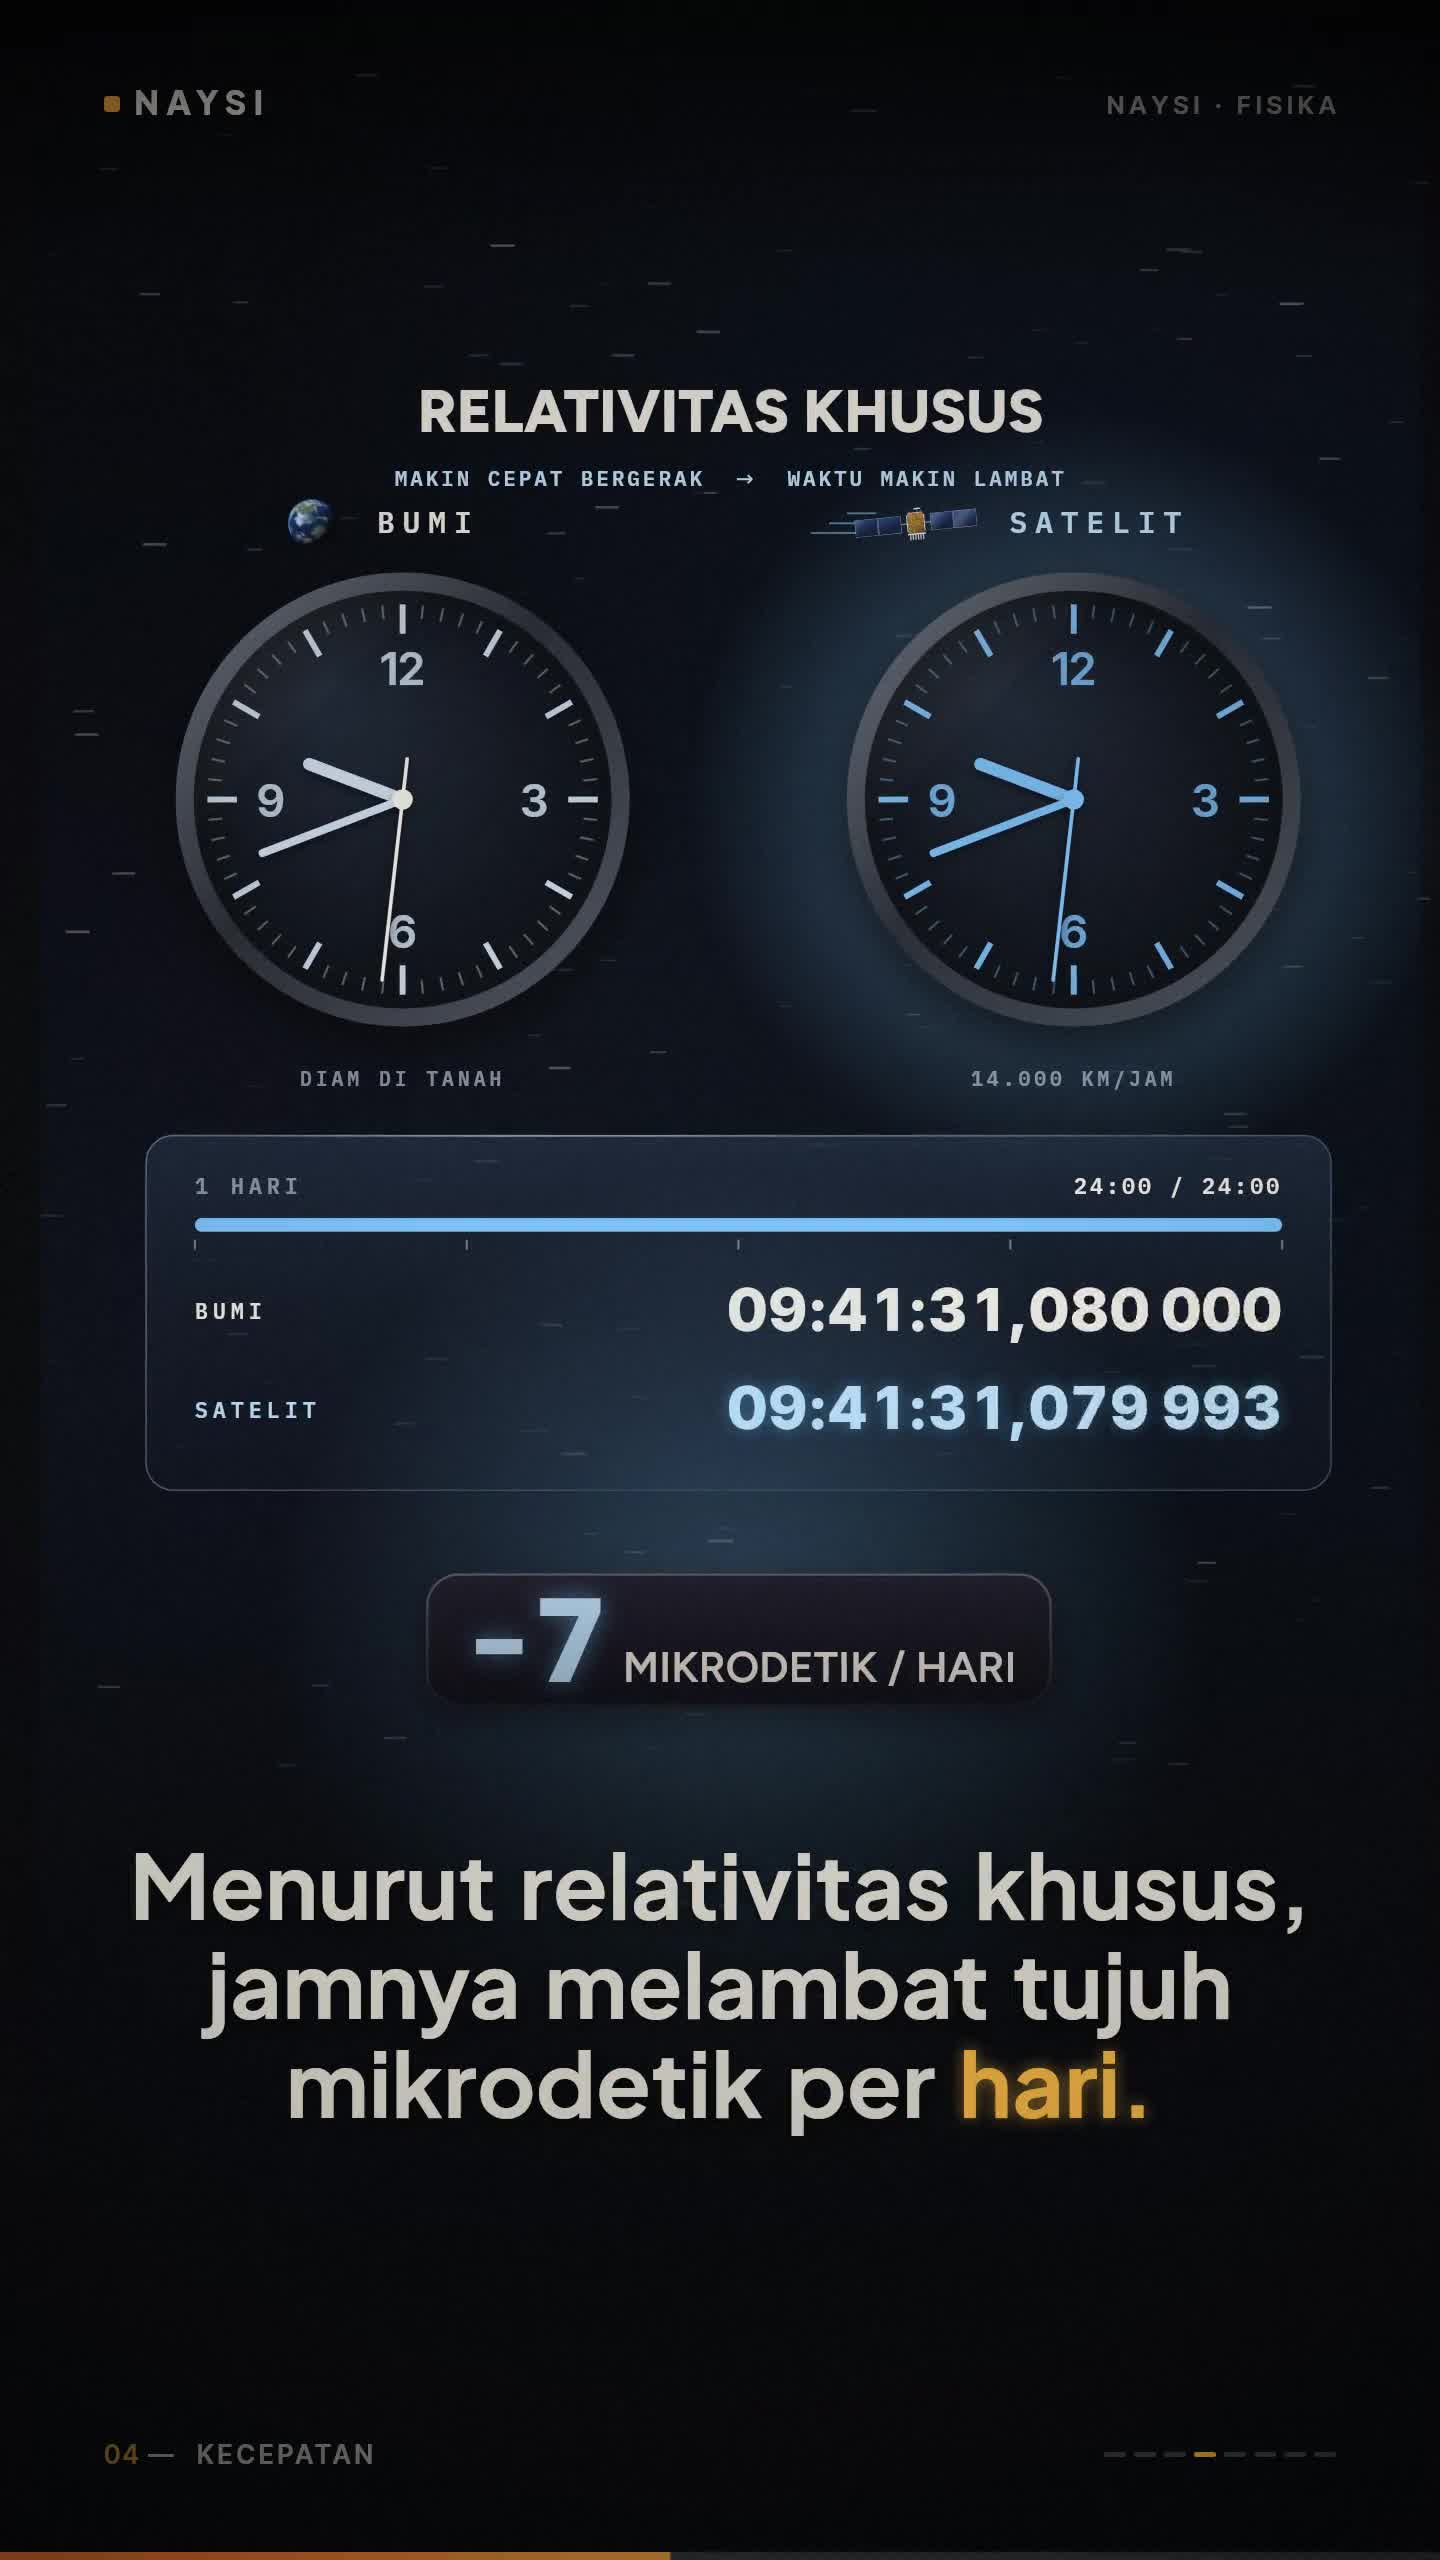 NAYSI
NAYSI · FISIKA
RELATIVITAS KHUSUS
MAKIN CEPAT BERGERAK → WAKTU MAKIN LAMBAT
BUMI
SATELIT
12
3
6
9
12
3
6
9
DIAM DI TANAH
14.000 KM/JAM
1 HARI
24:00 / 24:00
BUMI
09:41:31,080 000
SATELIT
09:41:31,079 993
-7 MIKRODETIK / HARI
Menurut relativitas khusus,
jamnya melambat tujuh
mikrodetik per hari.
04 — KECEPATAN